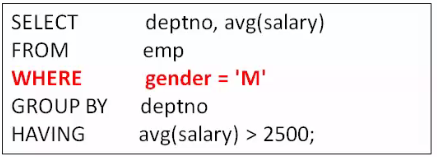 SELECT deptno, avg(salary)
FROM emp
WHERE gender = 'M'
GROUP BY deptno
HAVING avg(salary) > 2500;